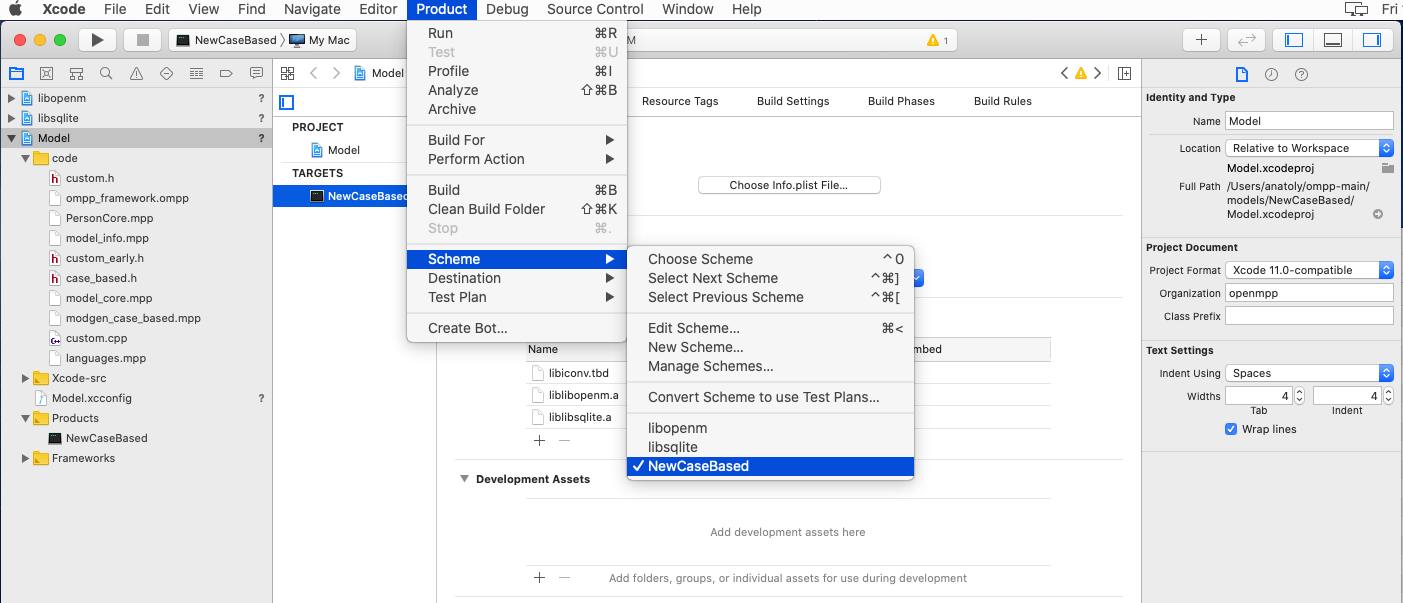 Xcode File Edit View Find Navigate Editor Product Debug Source Control Window Help Fri
NewCaseBased My Mac
M
1
Run ⌘R
Test ⌘U
Profile ⌘I
Analyze ⇧⌘B
Archive
Build For
Perform Action
Build ⌘B
Clean Build Folder ⇧⌘K
Stop ⌘.
Scheme
Destination
Test Plan
Create Bot...
Choose Scheme ^0
Select Next Scheme ^⌘]
Select Previous Scheme ^⌘[
Edit Scheme... ⌘<
New Scheme...
Manage Schemes...
Convert Scheme to use Test Plans...
libopenm
libsqlite
✓ NewCaseBased
libopenm ?
libsqlite ?
Model ?
code
h custom.h
ompp_framework.ompp
PersonCore.mpp
model_info.mpp
h custom_early.h
h case_based.h
model_core.mpp
modgen_case_based.mpp
custom.cpp
languages.mpp
Xcode-src
Model.xcconfig ?
Products
NewCaseBased
Frameworks
Model
PROJECT
Model
TARGETS
NewCaseBased
Resource Tags Build Settings Build Phases Build Rules
Choose Info.plist File...
Name mbed
libiconv.tbd
liblibopenm.a
liblibsqlite.a
Development Assets
Add development assets here
Add folders, groups, or individual assets for use during development
Identity and Type
Name Model
Location Relative to Workspace
Model.xcodeproj
Full Path /Users/anatoly/ompp-main/
models/NewCaseBased/
Model.xcodeproj
Project Document
Project Format Xcode 11.0-compatible
Organization openmpp
Class Prefix
Text Settings
Indent Using Spaces
Widths 4 4
Tab Indent
Wrap lines